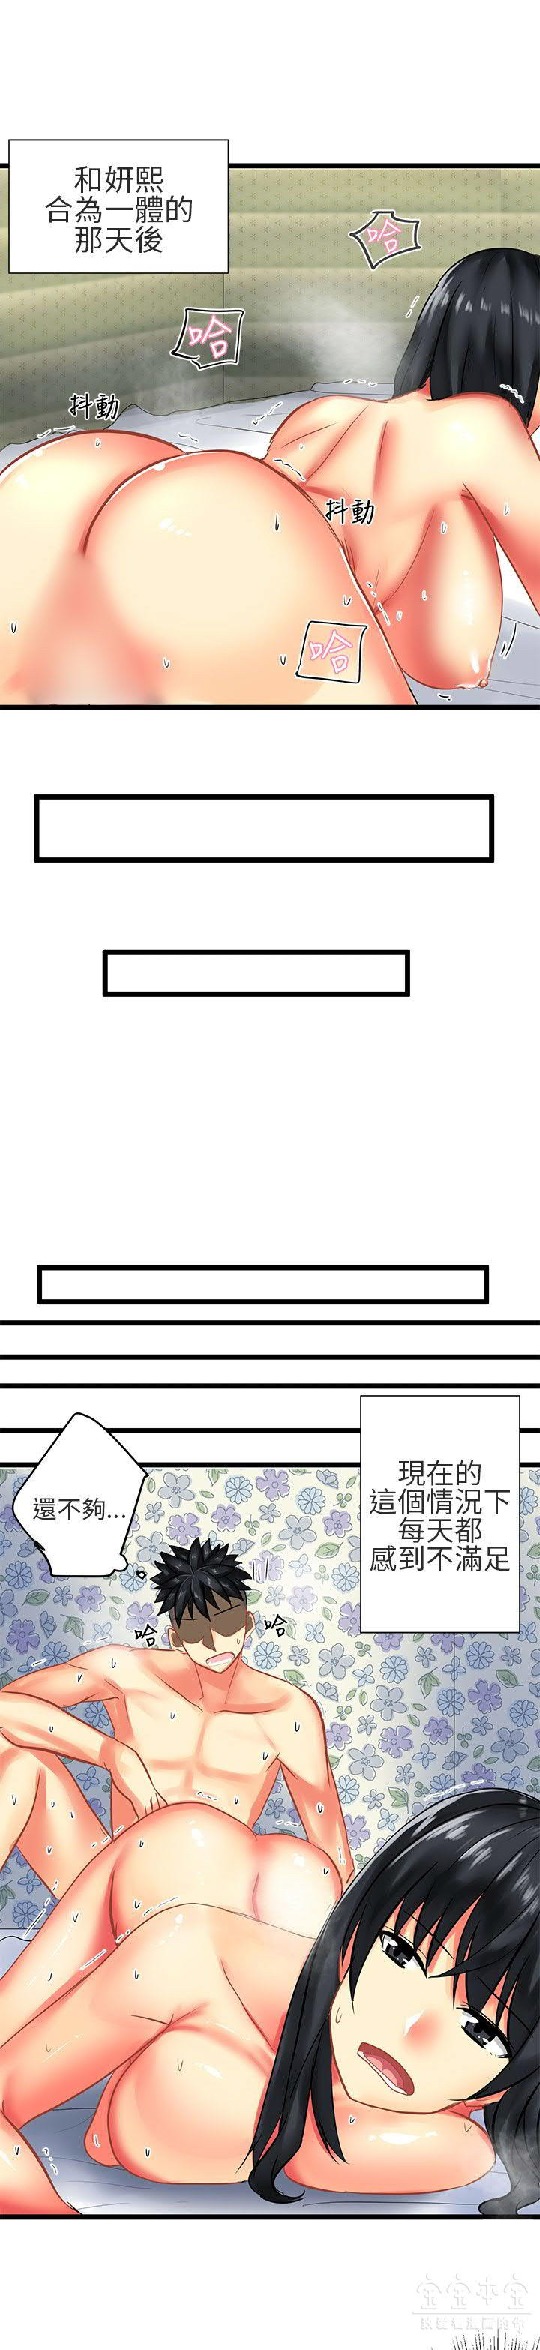 和妍熙
合為一體的
那天後
哈
哈
抖動
抖動
哈
現在的
這個情況下
每天都
感到不滿足
還不夠...
哈
哈